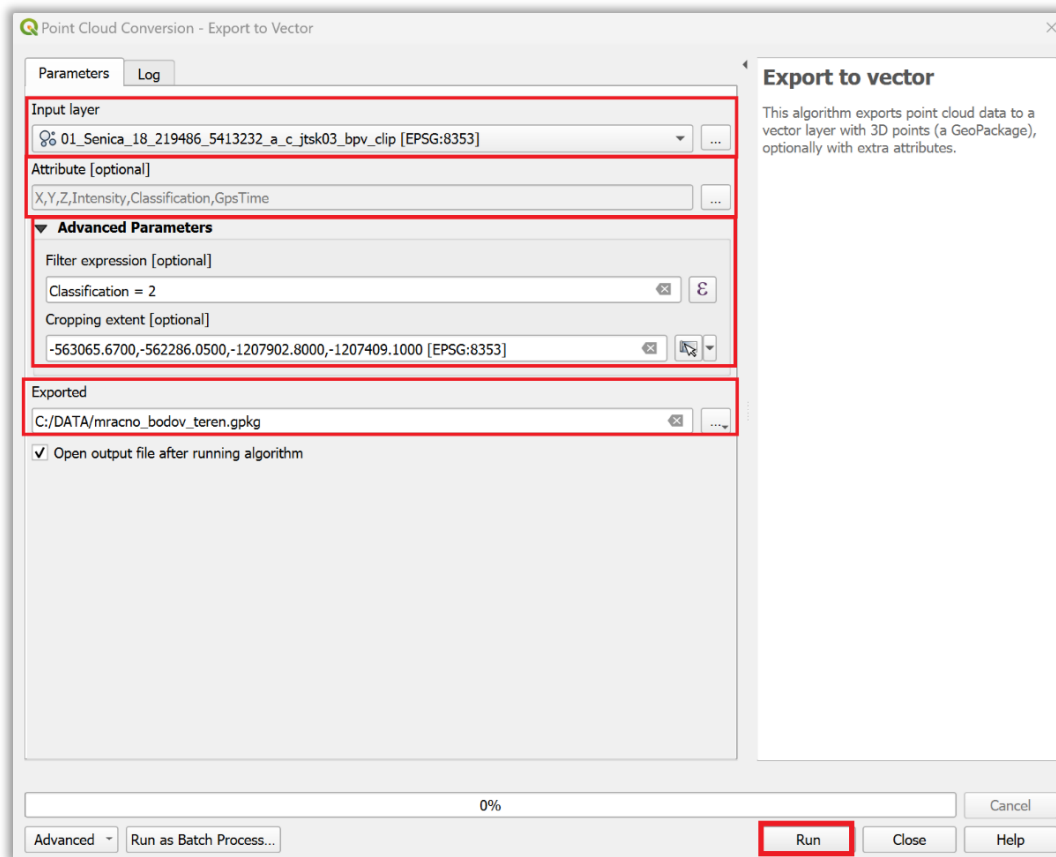 Point Cloud Conversion - Export to Vector
Parameters
Log
Input layer
01_Senica_18_219486_5413232_a_c_jtsk03_bpv_clip [EPSG:8353]
...
Attribute [optional]
X,Y,Z,Intensity,Classification,GpsTime
...
Advanced Parameters
Filter expression [optional]
Classification = 2
ε
Cropping extent [optional]
-563065.6700,-562286.0500,-1207902.8000,-1207409.1000 [EPSG:8353]
Exported
C:/DATA/mracno_bodov_teren.gpkg
...
Open output file after running algorithm
Export to vector
This algorithm exports point cloud data to a
vector layer with 3D points (a GeoPackage),
optionally with extra attributes.
0%
Cancel
Advanced
Run as Batch Process...
Run
Close
Help